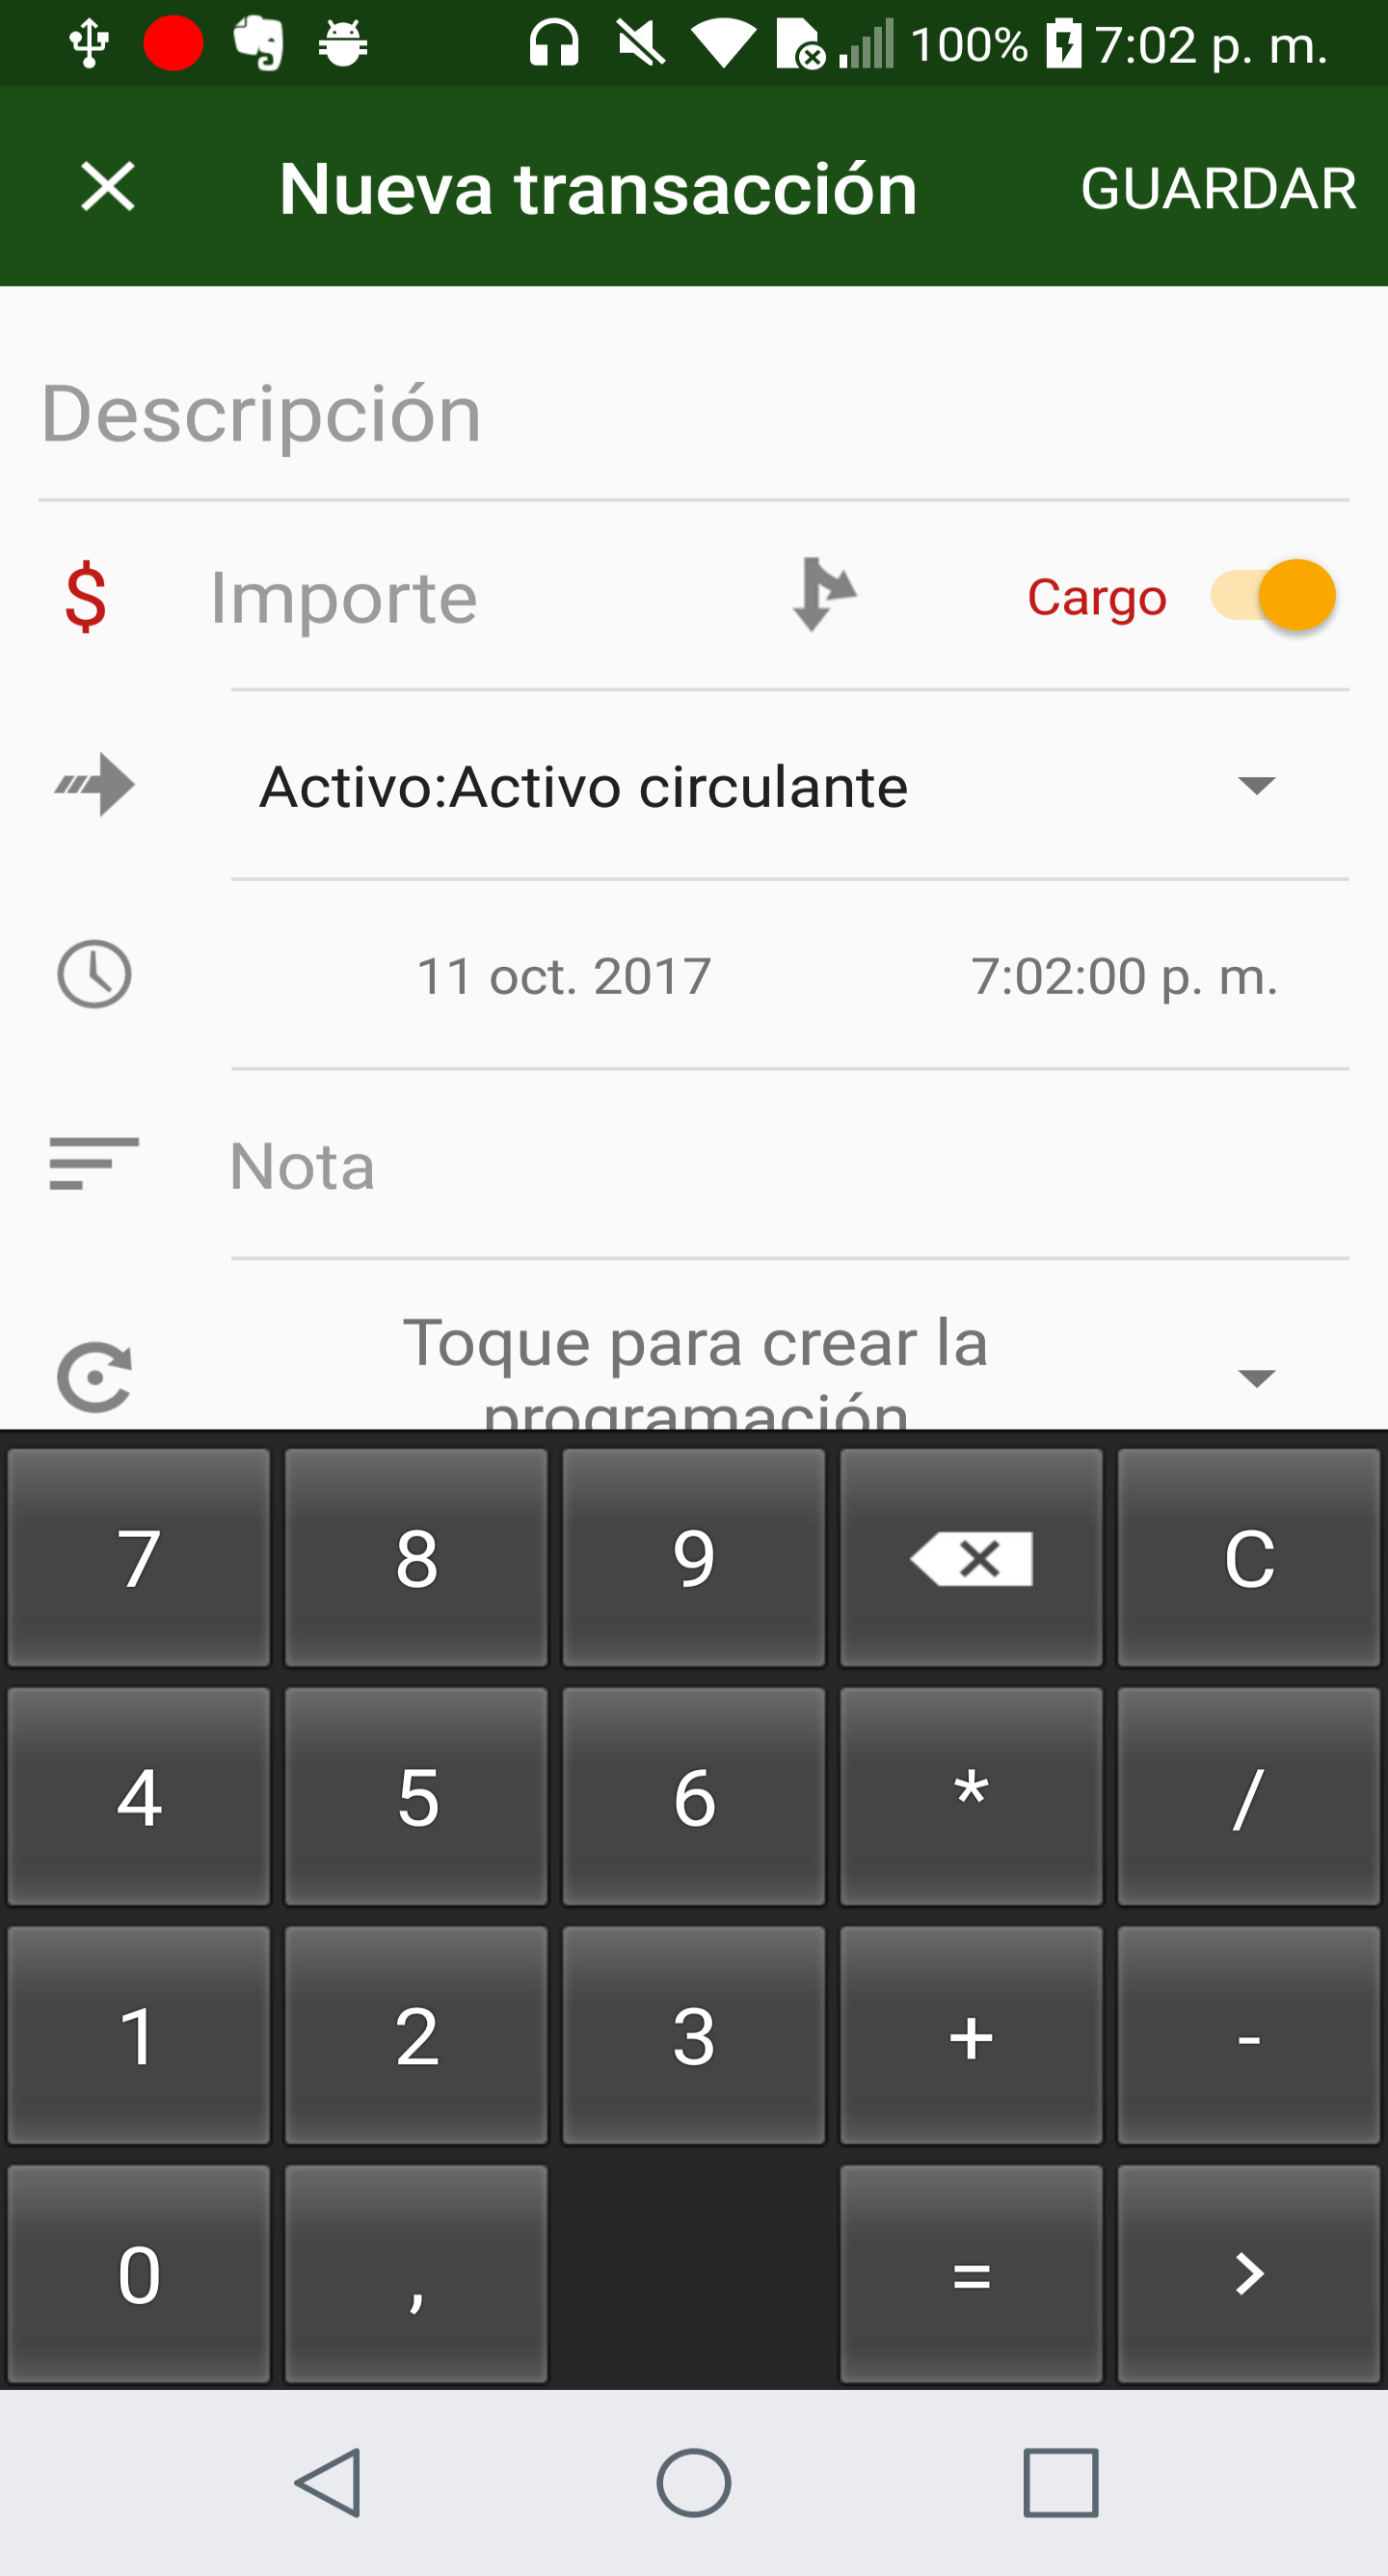 100% 7:02 p. m.
Nueva transacción GUARDAR
Descripción
$ Importe Cargo
Activo:Activo circulante
11 oct. 2017 7:02:00 p. m.
Nota
Toque para crear la
programación
7 8 9 C
4 5 6 * /
1 2 3 + -
0 , = >